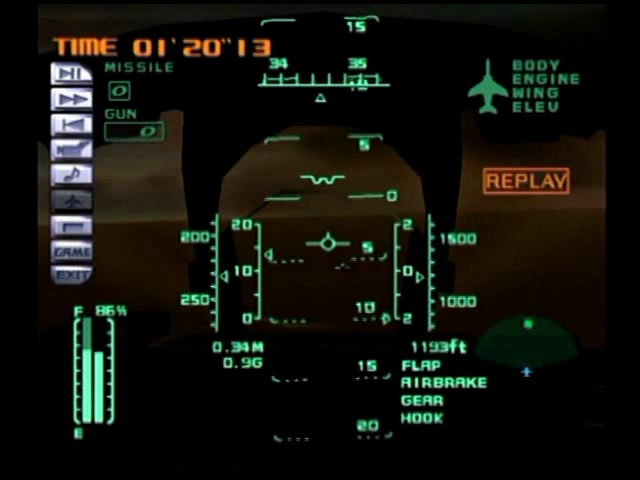 15
TIME 01'20"13
MISSILE
0
GUN
0
34 35
BODY
ENGINE
WING
ELEV
5
REPLAY
0
20 2
200 1500
5
10 0
250 1000
10
0 2
GAME
EXIT
F 86%
0.34M 1193ft
0.9G
15
FLAP
AIRBRAKE
GEAR
HOOK
E
20